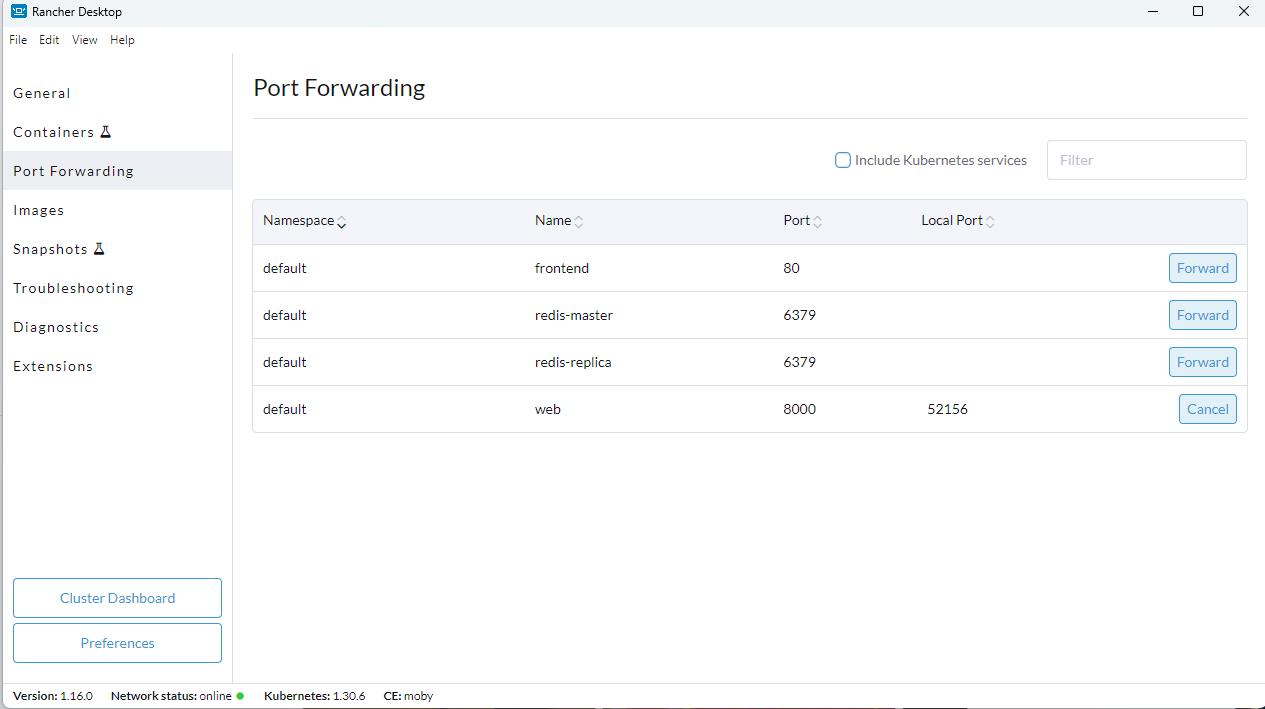 Rancher Desktop
File Edit View Help
General
Containers
Port Forwarding
Images
Snapshots
Troubleshooting
Diagnostics
Extensions
Cluster Dashboard
Preferences
Port Forwarding
Include Kubernetes services Filter
Namespace Name Port Local Port
default frontend 80 Forward
default redis-master 6379 Forward
default redis-replica 6379 Forward
default web 8000 52156 Cancel
Version: 1.16.0 Network status: online Kubernetes: 1.30.6 CE: moby